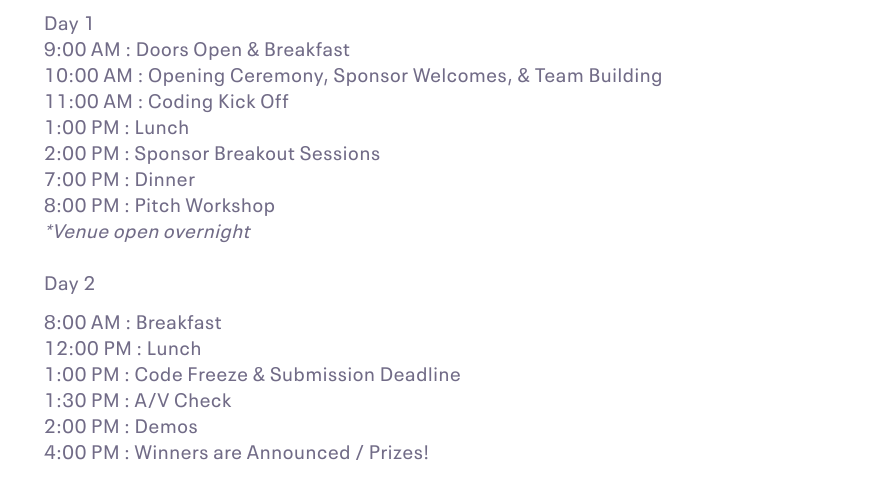 Day 1
9:00 AM : Doors Open & Breakfast
10:00 AM : Opening Ceremony, Sponsor Welcomes, & Team Building
11:00 AM : Coding Kick Off
1:00 PM : Lunch
2:00 PM : Sponsor Breakout Sessions
7:00 PM : Dinner
8:00 PM : Pitch Workshop
*Venue open overnight
Day 2
8:00 AM : Breakfast
12:00 PM : Lunch
1:00 PM : Code Freeze & Submission Deadline
1:30 PM : A/V Check
2:00 PM : Demos
4:00 PM : Winners are Announced / Prizes!